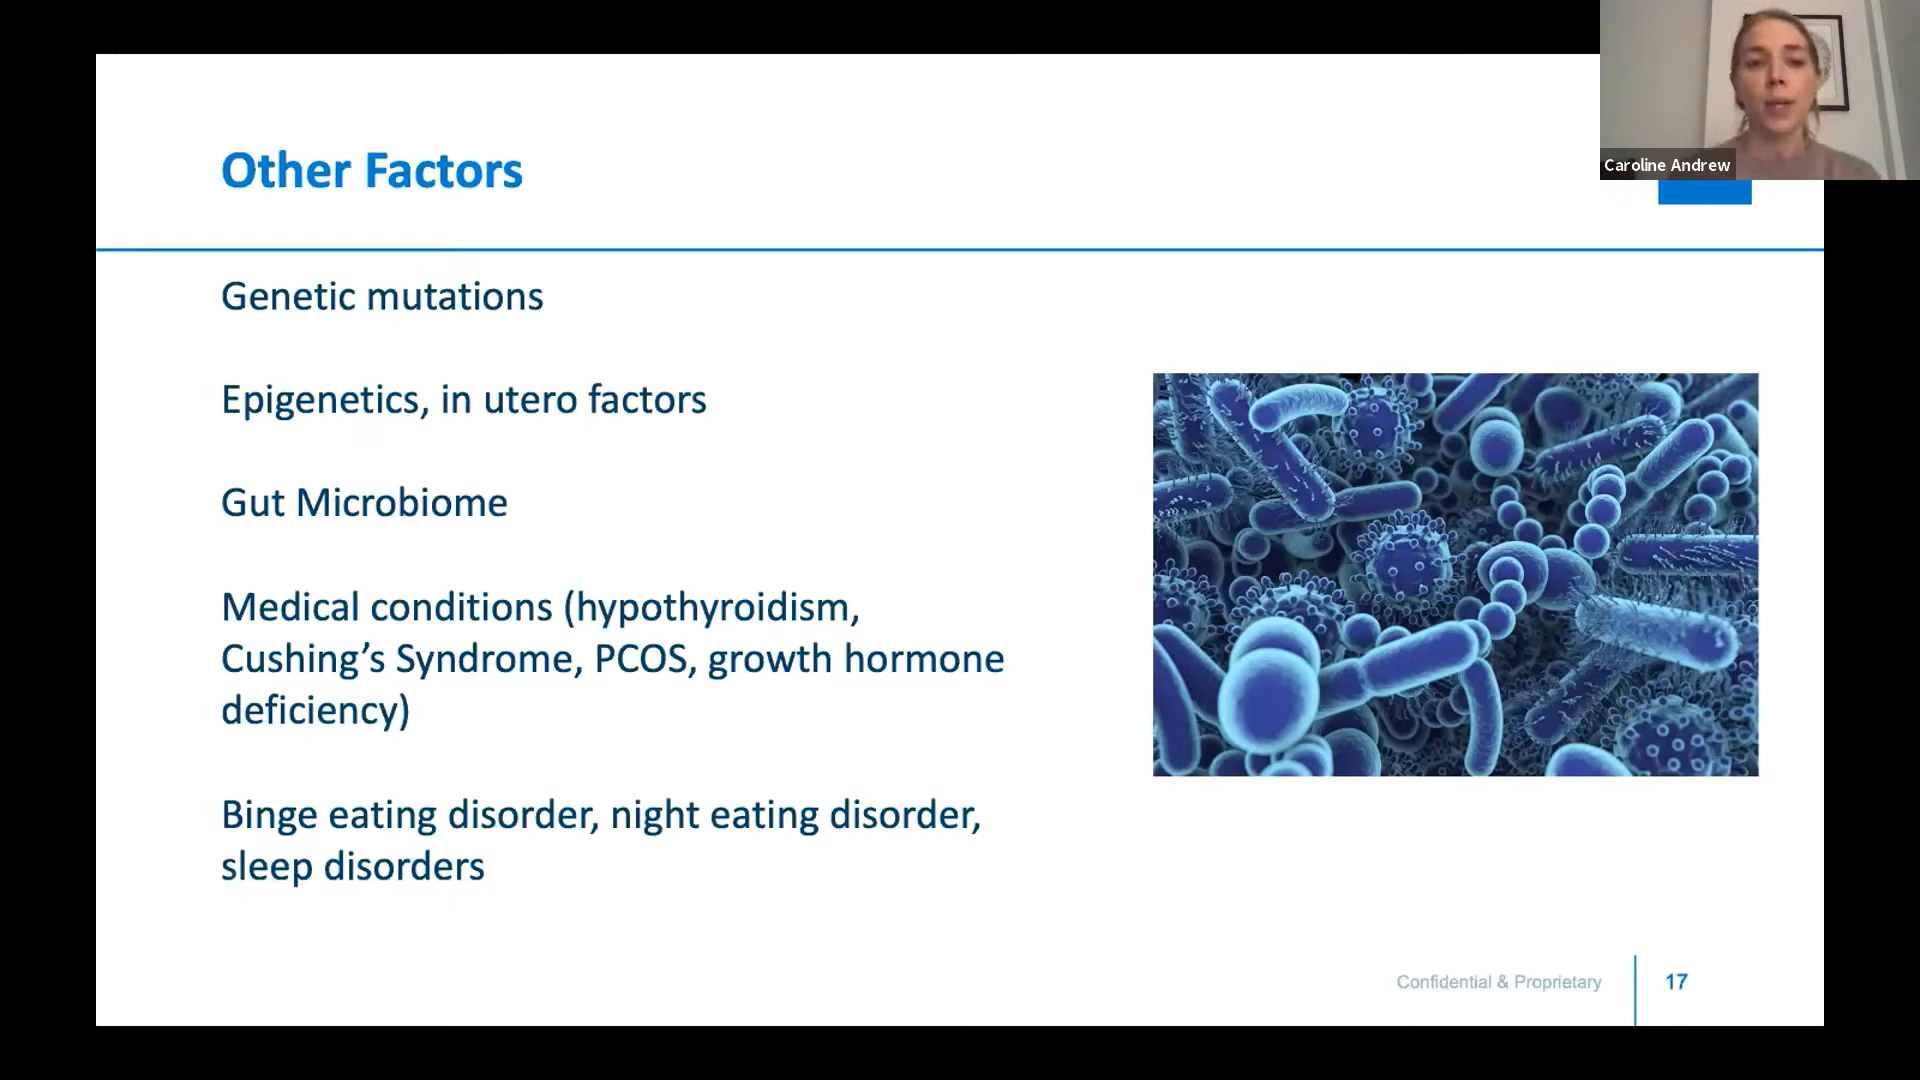 Caroline Andrew
Other Factors
Genetic mutations
Epigenetics, in utero factors
Gut Microbiome
Medical conditions (hypothyroidism,
Cushing’s Syndrome, PCOS, growth hormone
deficiency)
Binge eating disorder, night eating disorder,
sleep disorders
Confidential & Proprietary
17